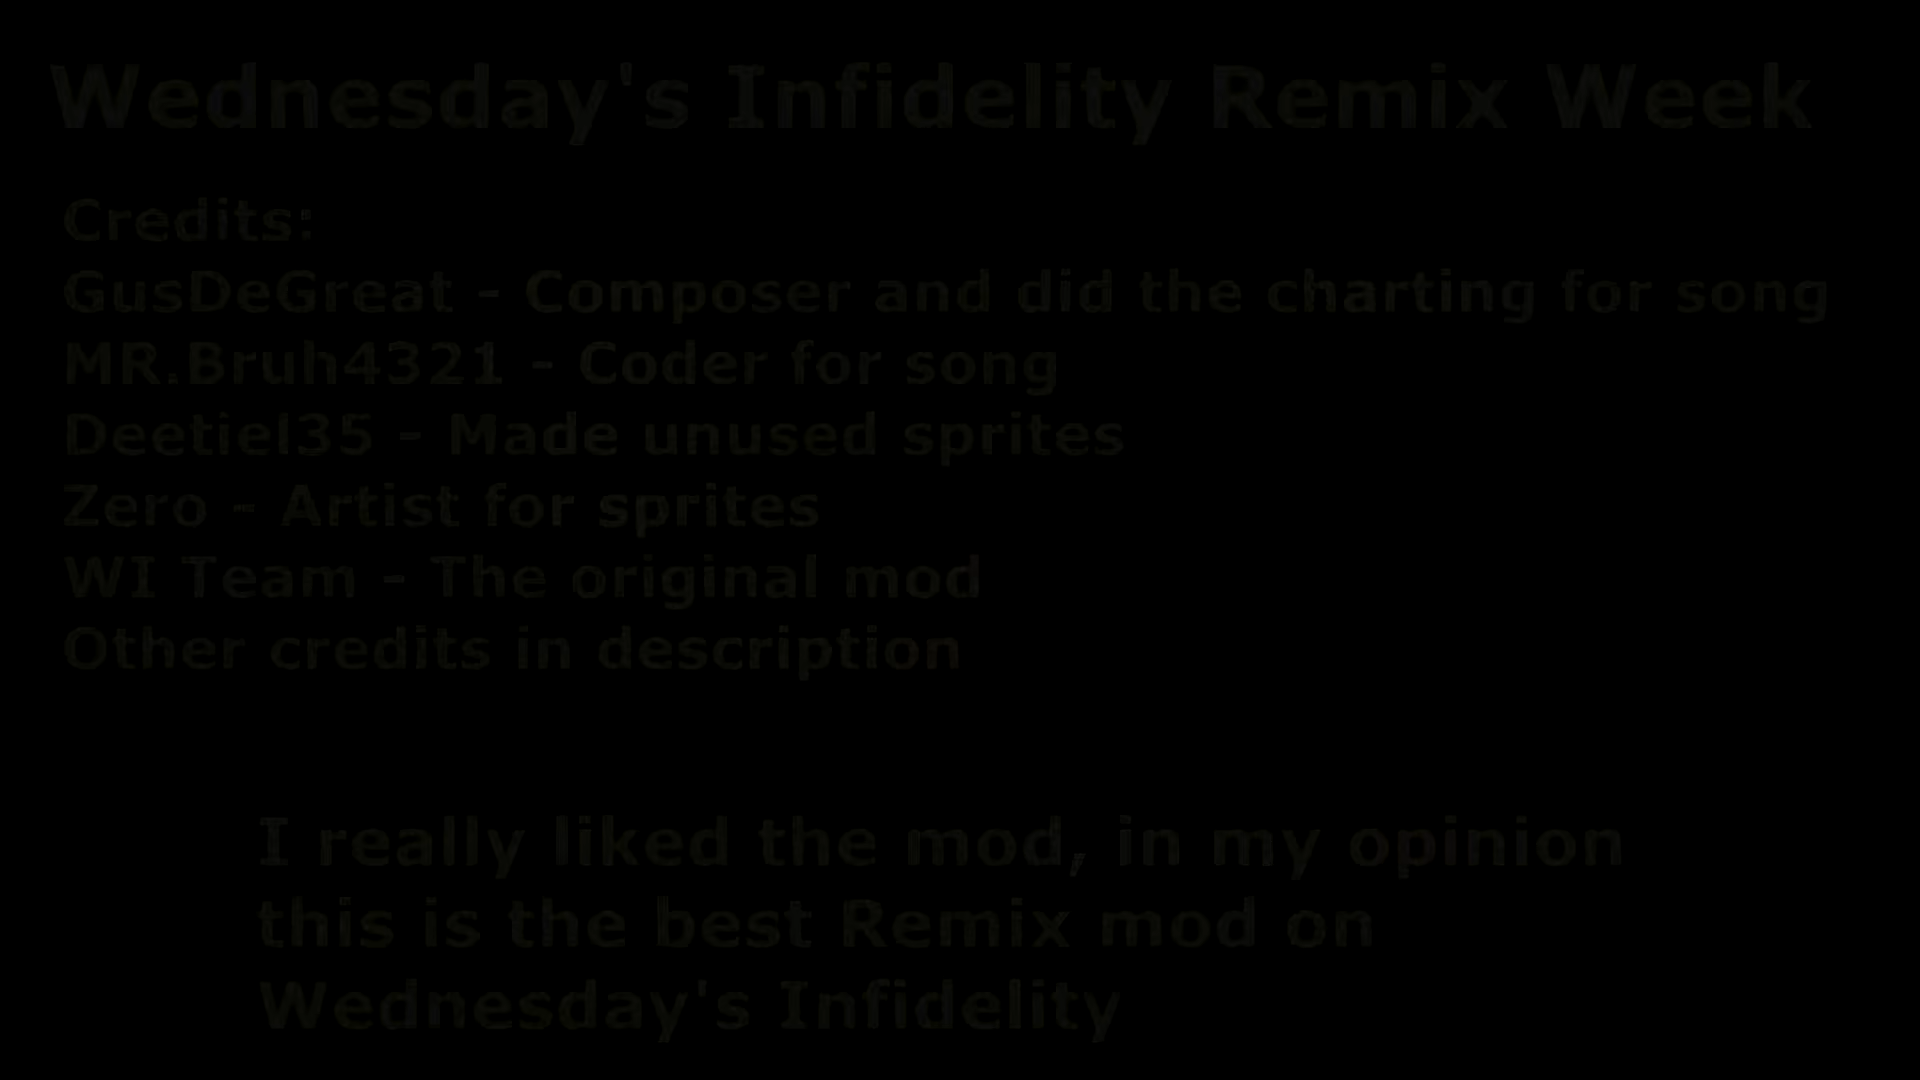 Wednesday's Infidelity Remix Week
Credits:
GusDeGreat - Composer and did the charting for song
MR.Bruh4321 - Coder for song
Deetiel35 - Made unused sprites
Zero - Artist for sprites
WI Team - The original mod
Other credits in description
I really liked the mod, in my opinion
this is the best Remix mod on
Wednesday's Infidelity